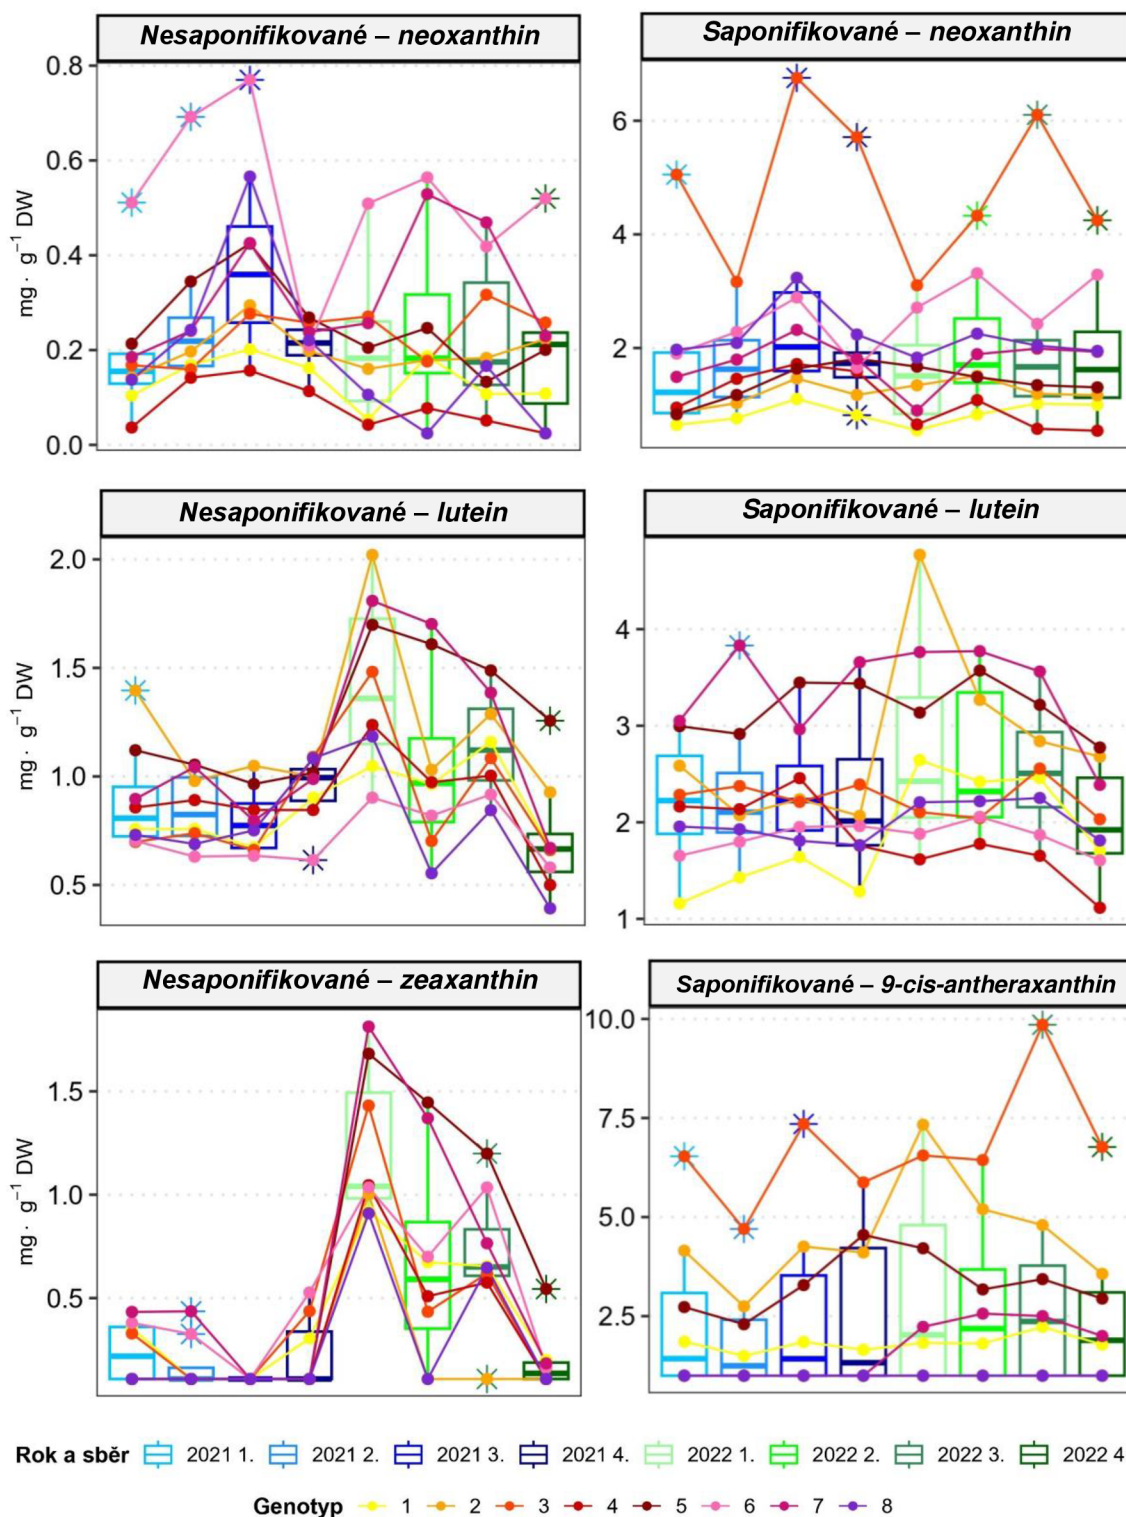 Nesaponifikované – neoxanthin
Saponifikované – neoxanthin
mg · g⁻¹ DW
0.8
0.6
0.4
0.2
0.0
6
4
2
Nesaponifikované – lutein
Saponifikované – lutein
mg · g⁻¹ DW
2.0
1.5
1.0
0.5
4
3
2
1
Nesaponifikované – zeaxanthin
Saponifikované – 9-cis-antheraxanthin
mg · g⁻¹ DW
1.5
1.0
0.5
10.0
7.5
5.0
2.5
Rok a sběr 2021 1. 2021 2. 2021 3. 2021 4. 2022 1. 2022 2. 2022 3. 2022 4
Genotyp 1 2 3 4 5 6 7 8